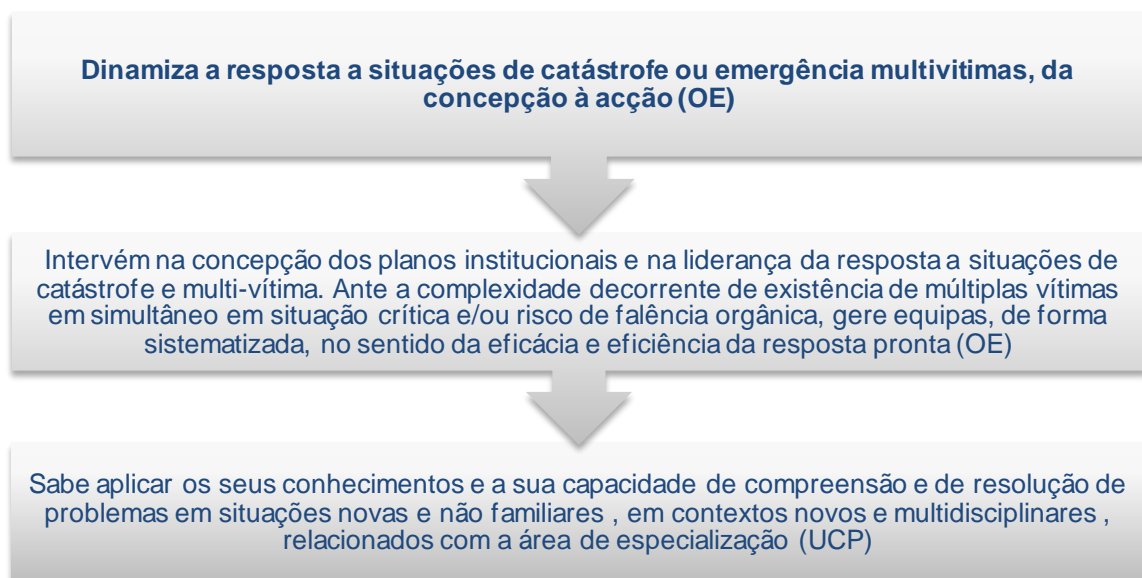 Dinamiza a resposta a situações de catástrofe ou emergência multivitimas, da
concepção à acção (OE)
Intervém na concepção dos planos institucionais e na liderança da resposta a situações de
catástrofe e multi-vítima. Ante a complexidade decorrente de existência de múltiplas vítimas
em simultâneo em situação crítica e/ou risco de falência orgânica, gere equipas, de forma
sistematizada, no sentido da eficácia e eficiência da resposta pronta (OE)
Sabe aplicar os seus conhecimentos e a sua capacidade de compreensão e de resolução de
problemas em situações novas e não familiares , em contextos novos e multidisciplinares ,
relacionados com a área de especialização (UCP)